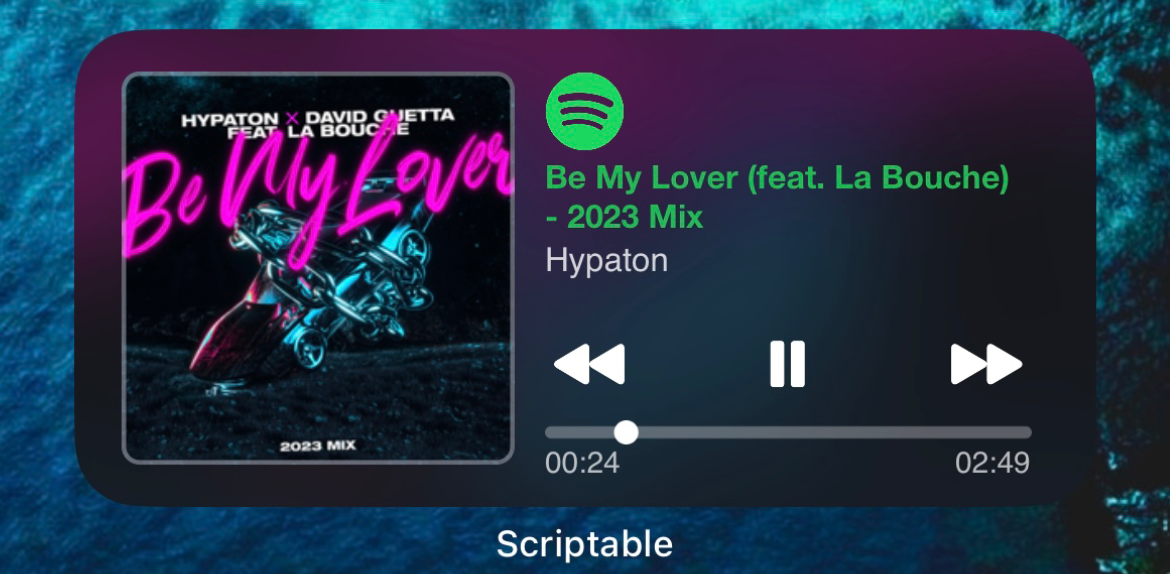 HYPATON X DAVID GUETTA
FEAT. LA BOUCHE
Be My Lover
2023 MIX
Be My Lover (feat. La Bouche)
- 2023 Mix
Hypaton
00:24
02:49
Scriptable